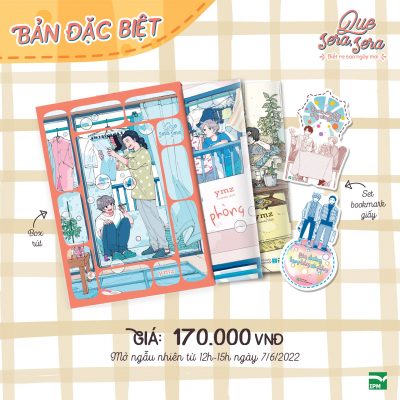 BẢN ĐẶC BIỆT
Que
Sera, Sera
Biết ra sao ngày mai
ymz
phòng
ymz
Box
rút
Set
bookmark
giấy
GIÁ: 170.000 VNĐ
Mở ngẫu nhiên từ 12h-15h ngày 7/6/2022
IPM